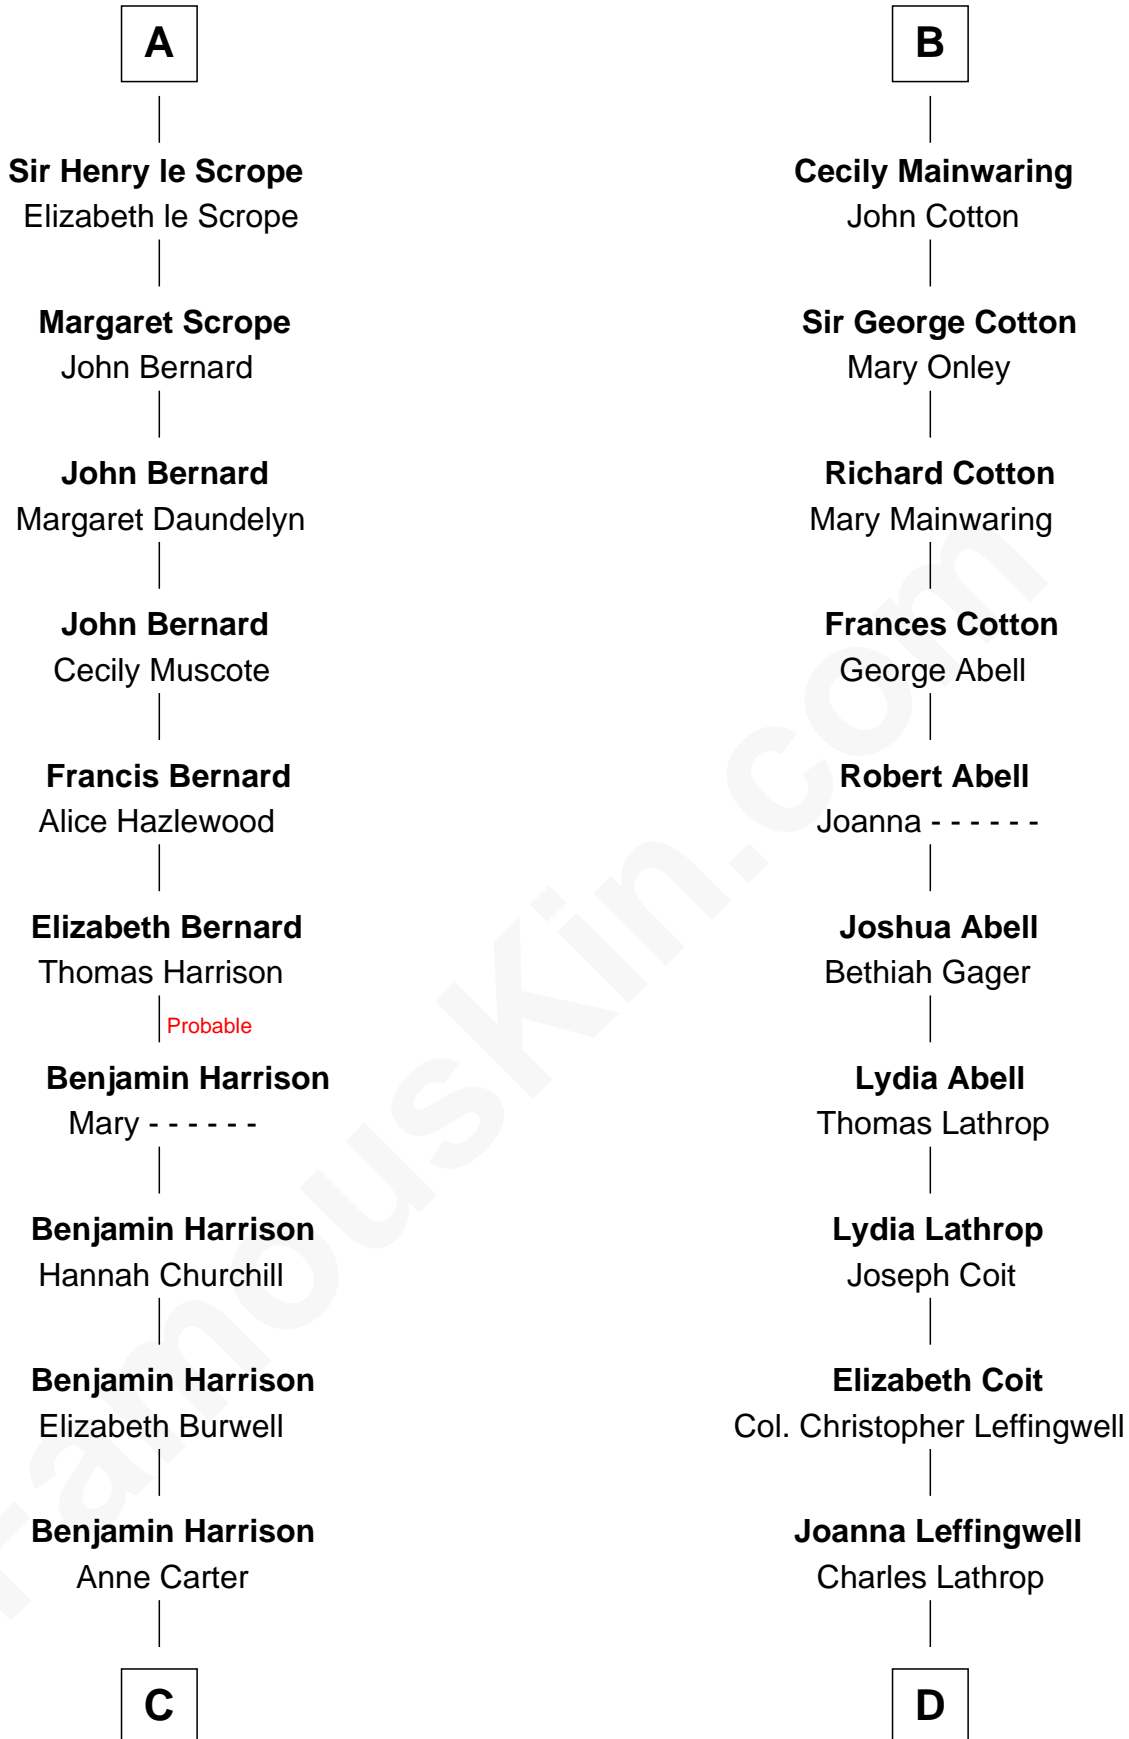 A
Sir Henry le Scrope
Elizabeth le Scrope
Margaret Scrope
John Bernard
John Bernard
Margaret Daundelyn
John Bernard
Cecily Muscote
Francis Bernard
Alice Hazlewood
Elizabeth Bernard
Thomas Harrison
Probable
Benjamin Harrison
Mary - - - - - -
Benjamin Harrison
Hannah Churchill
Benjamin Harrison
Elizabeth Burwell
Benjamin Harrison
Anne Carter
C
B
Cecily Mainwaring
John Cotton
Sir George Cotton
Mary Onley
Richard Cotton
Mary Mainwaring
Frances Cotton
George Abell
Robert Abell
Joanna - - - - - -
Joshua Abell
Bethiah Gager
Lydia Abell
Thomas Lathrop
Lydia Lathrop
Joseph Coit
Elizabeth Coit
Col. Christopher Leffingwell
Joanna Leffingwell
Charles Lathrop
D
FamousKin.com